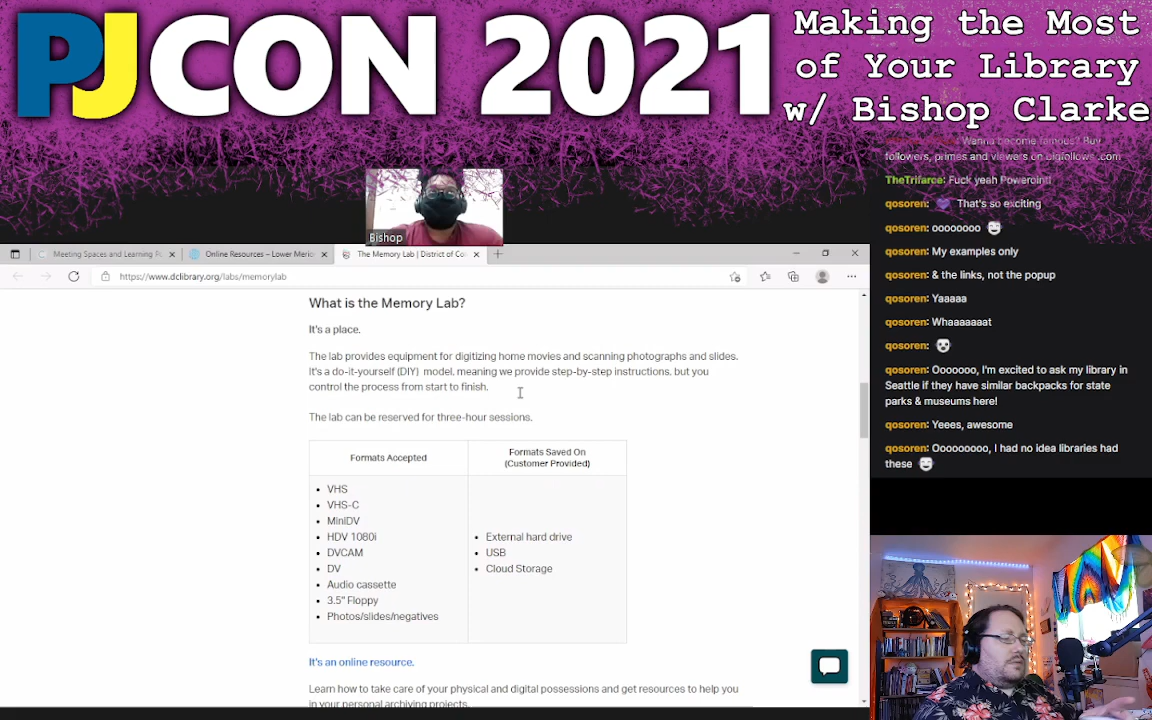 PJCON 2021
Making the Most
of Your Library
w/ Bishop Clarke
Wanna become famous? Buy
followers, primes and viewers on bigfollows .com
TheTriforce: Fuck yeah Poweroint!
qosoren: That's so exciting
qosoren: oooooooo
qosoren: My examples only
qosoren: & the links, not the popup
qosoren: Yaaaaa
qosoren: Whaaaaaaat
qosoren:
qosoren: Ooooooo, I'm excited to ask my library in
Seattle if they have similar backpacks for state
parks & museums here!
qosoren: Yeees, awesome
qosoren: Ooooooooo, I had no idea libraries had
these
Bishop
Meeting Spaces and Learning
Online Resources – Lower Merio
The Memory Lab | District of Co
https://www.dclibrary.org/labs/memorylab
What is the Memory Lab?
It's a place.
The lab provides equipment for digitizing home movies and scanning photographs and slides.
It's a do-it-yourself (DIY) model, meaning we provide step-by-step instructions, but you
control the process from start to finish.
The lab can be reserved for three-hour sessions.
Formats Accepted
Formats Saved On
(Customer Provided)
VHS
VHS-C
MiniDV
HDV 1080i
DVCAM
DV
Audio cassette
3.5" Floppy
Photos/slides/negatives
External hard drive
USB
Cloud Storage
It's an online resource.
Learn how to take care of your physical and digital possessions and get resources to help you
in your personal archiving projects.